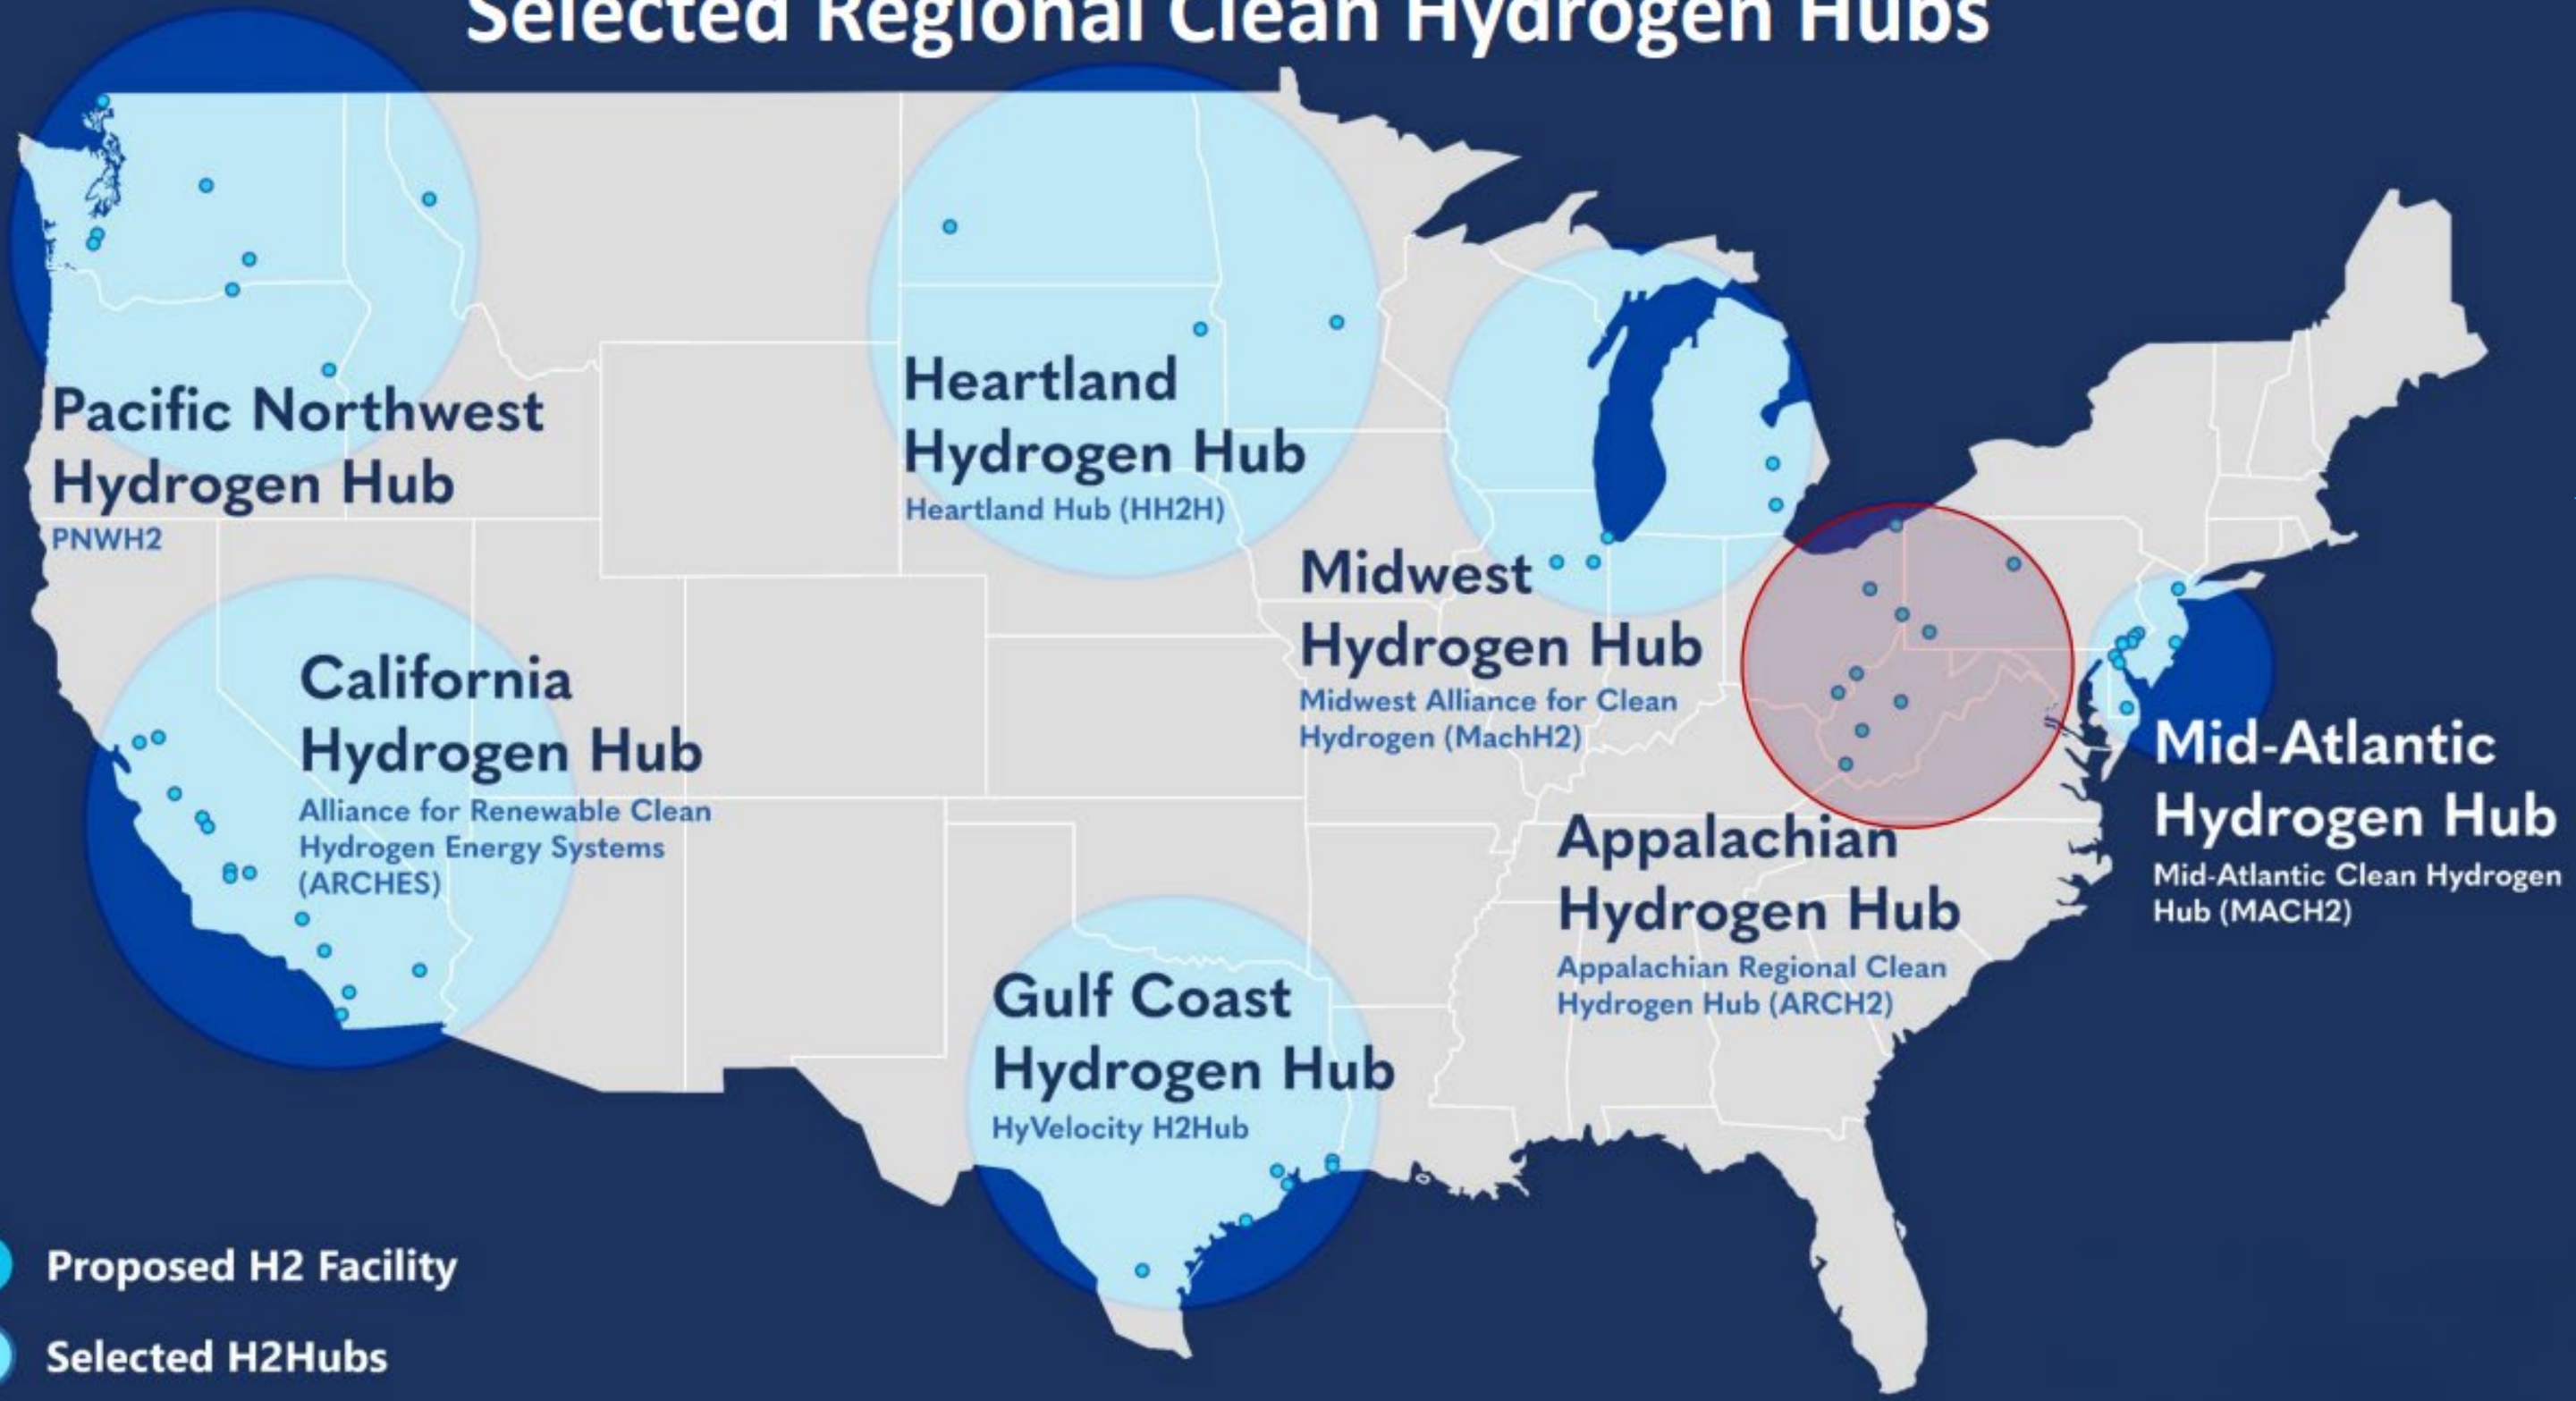 Selected Regional Clean Hydrogen Hubs
Pacific Northwest
Hydrogen Hub
PNWH2
Heartland
Hydrogen Hub
Heartland Hub (HH2H)
Midwest
Hydrogen Hub
Midwest Alliance for Clean
Hydrogen (MachH2)
California
Hydrogen Hub
Alliance for Renewable Clean
Hydrogen Energy Systems
(ARCHES)
Mid-Atlantic
Hydrogen Hub
Mid-Atlantic Clean Hydrogen
Hub (MACH2)
Appalachian
Hydrogen Hub
Appalachian Regional Clean
Hydrogen Hub (ARCH2)
Gulf Coast
Hydrogen Hub
HyVelocity H2Hub
Proposed H2 Facility
Selected H2Hubs